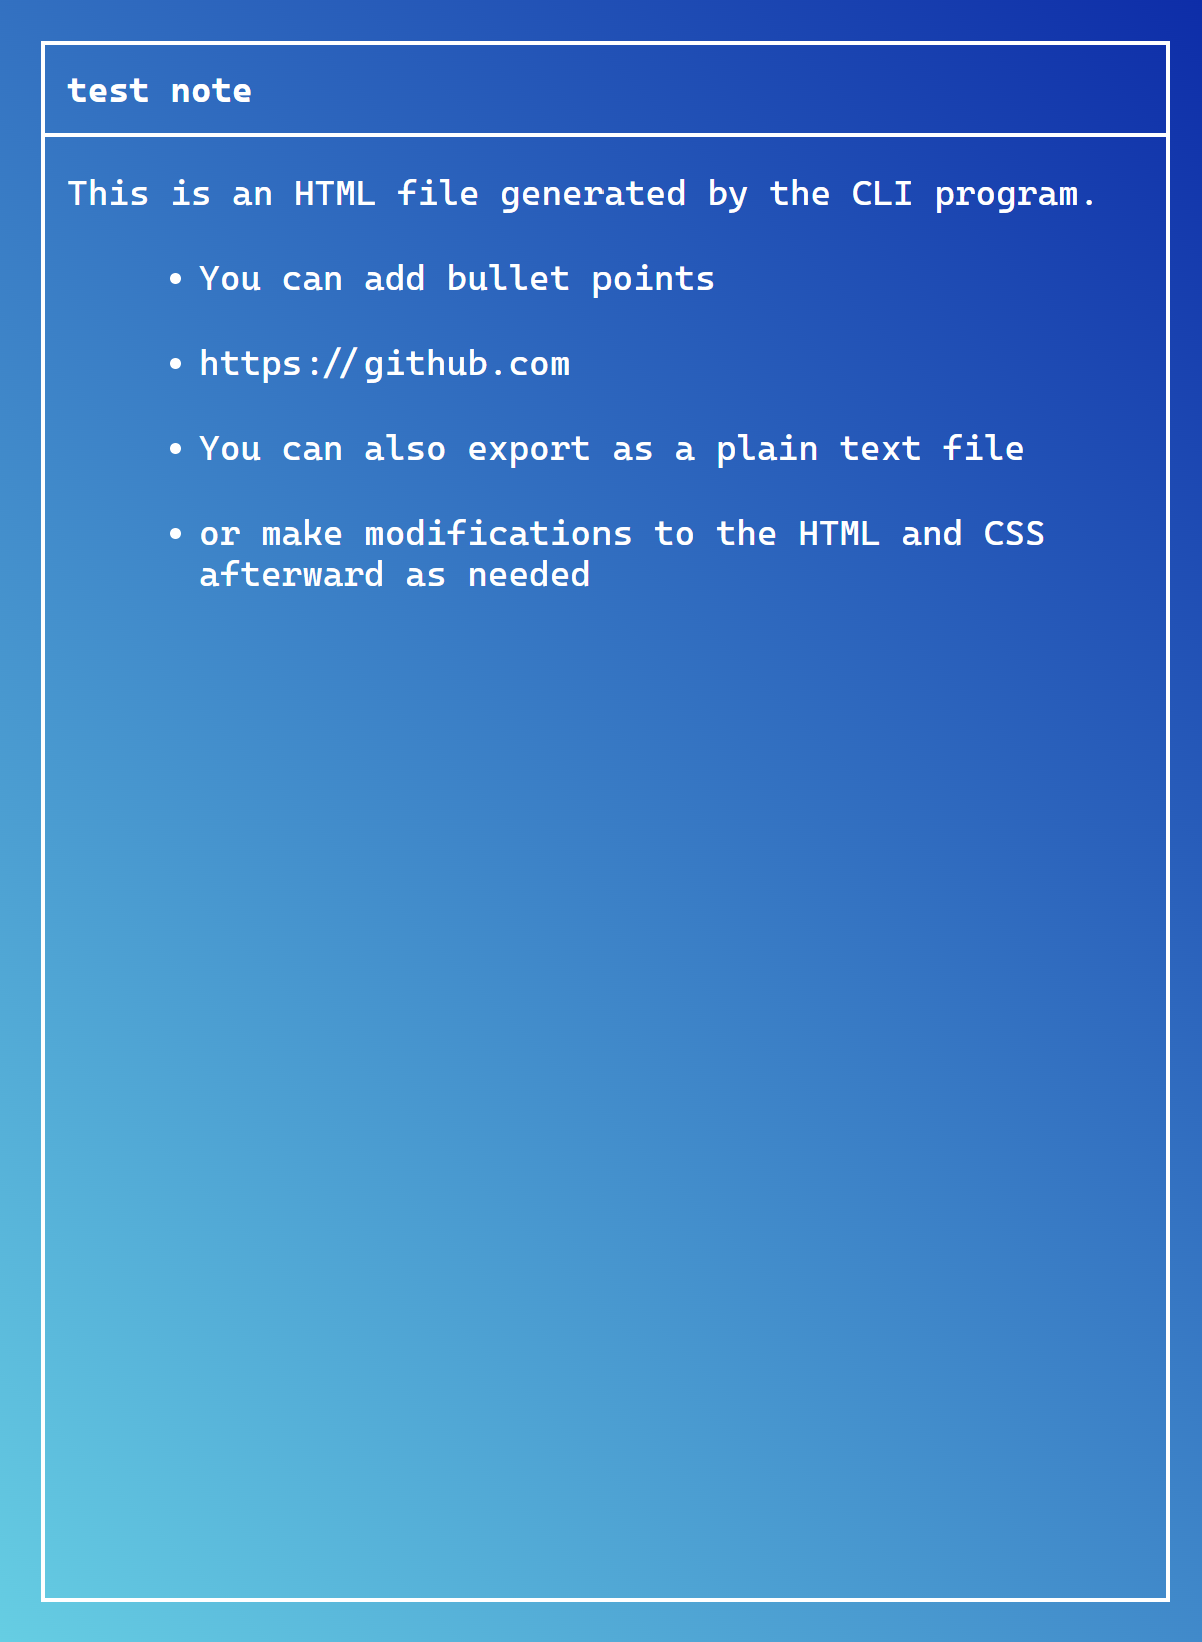 test note
This is an HTML file generated by the CLI program.
• You can add bullet points
• https://github.com
• You can also export as a plain text file
• or make modifications to the HTML and CSS
afterward as needed